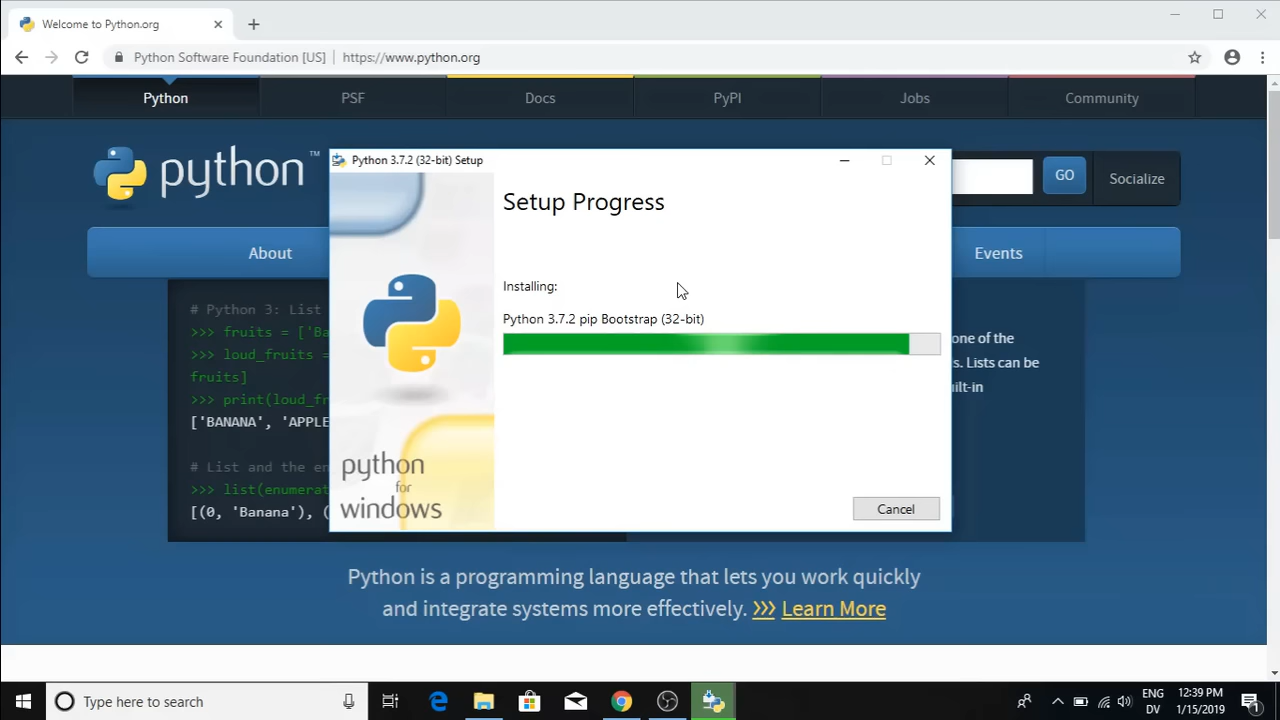 Welcome to Python.org
Python Software Foundation [US] https://www.python.org
Python PSF Docs PyPI Jobs Community
python™
GO Socialize
About Events
Python 3.7.2 (32-bit) Setup
Setup Progress
Installing:
Python 3.7.2 pip Bootstrap (32-bit)
python
for
windows
Cancel
# Python 3: List
>>> fruits = ['Ba
>>> loud_fruits =
fruits]
>>> print(loud_fr
['BANANA', 'APPLE
# List and the en
>>> list(enumerat
[(0, 'Banana'), (
one of the
s. Lists can be
ilt-in
Python is a programming language that lets you work quickly
and integrate systems more effectively. >>> Learn More
Type here to search
ENG
DV
12:39 PM
1/15/2019
1